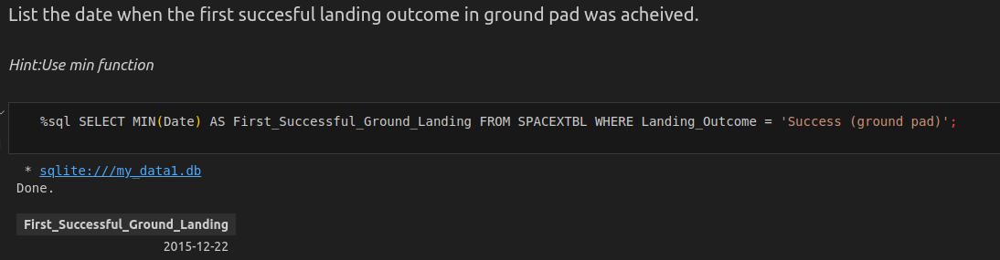 List the date when the first succesful landing outcome in ground pad was acheived.
Hint:Use min function
%sql SELECT MIN(Date) AS First_Successful_Ground_Landing FROM SPACEXTBL WHERE Landing_Outcome = 'Success (ground pad)';
* sqlite:///my_data1.db
Done.
First_Successful_Ground_Landing
2015-12-22